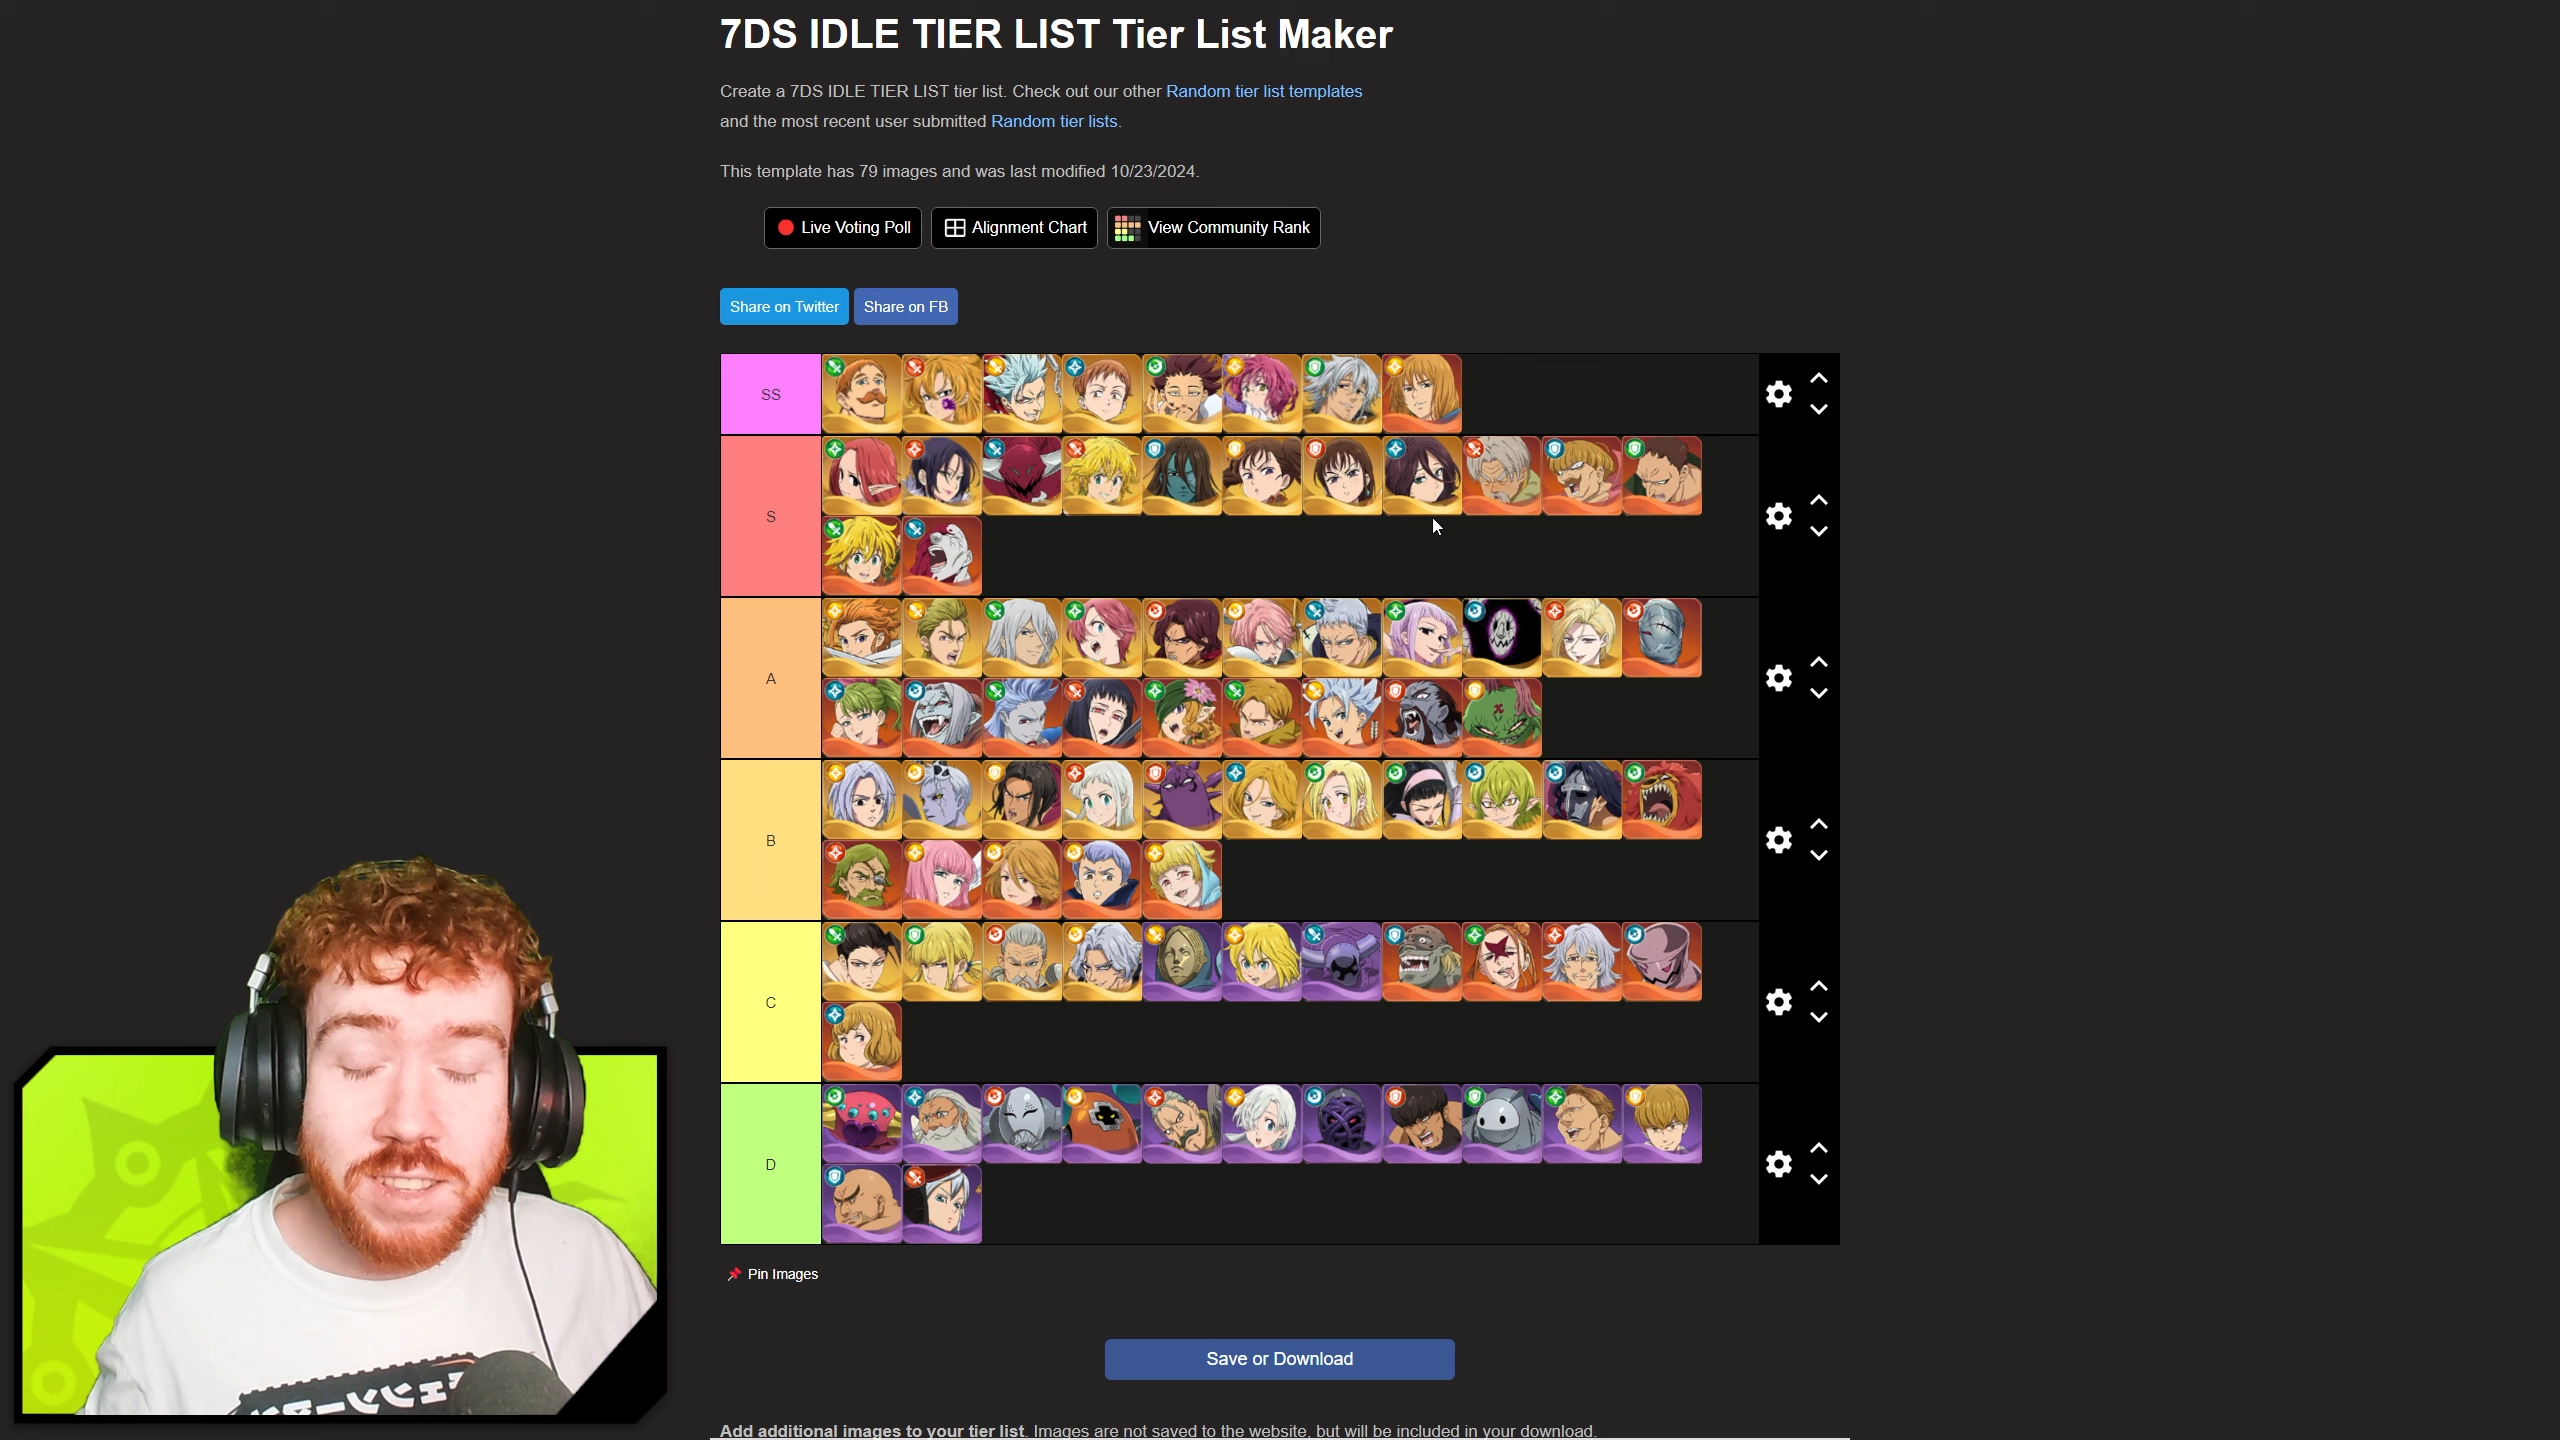 7DS IDLE TIER LIST Tier List Maker
Create a 7DS IDLE TIER LIST tier list. Check out our other Random tier list templates
and the most recent user submitted Random tier lists.
This template has 79 images and was last modified 10/23/2024.
Live Voting Poll
Alignment Chart
View Community Rank
Share on Twitter
Share on FB
SS
S
A
B
C
D
Pin Images
Save or Download
Add additional images to your tier list. Images are not saved to the website, but will be included in your download.